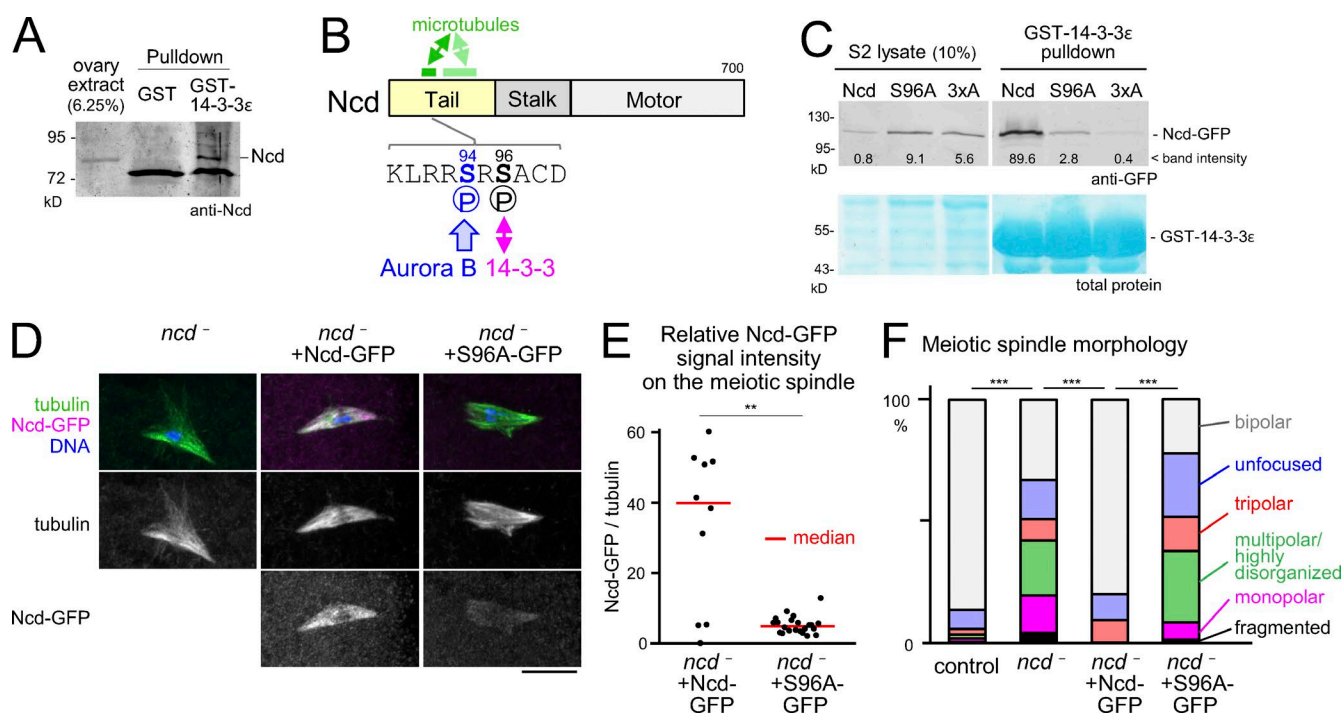 A
Pulldown
ovary
extract
(6.25%)
GST
GST-
14-3-3ε
95 -
72 -
kD
Ncd
anti-Ncd
B
microtubules
700
Ncd
Tail
Stalk
Motor
94
96
KLRRSRSACD
P
P
Aurora B
14-3-3
C
S2 lysate (10%)
GST-14-3-3ε
pulldown
Ncd
S96A
3xA
Ncd
S96A
3xA
130-
95-
kD
- Ncd-GFP
0.8
9.1
5.6
89.6
2.8
0.4
< band intensity
anti-GFP
55-
43-
kD
- GST-14-3-3ε
total protein
D
ncd –
ncd –
+Ncd-GFP
ncd –
+S96A-GFP
tubulin
Ncd-GFP
DNA
tubulin
Ncd-GFP
E
Relative Ncd-GFP
signal intensity
on the meiotic spindle
**
Ncd-GFP / tubulin
60
40
20
0
median
ncd –
+Ncd-
GFP
ncd –
+S96A-
GFP
F
Meiotic spindle morphology
***
***
***
100
%
0
bipolar
unfocused
tripolar
multipolar/
highly
disorganized
monopolar
fragmented
control
ncd –
ncd –
+Ncd-
GFP
ncd –
+S96A-
GFP